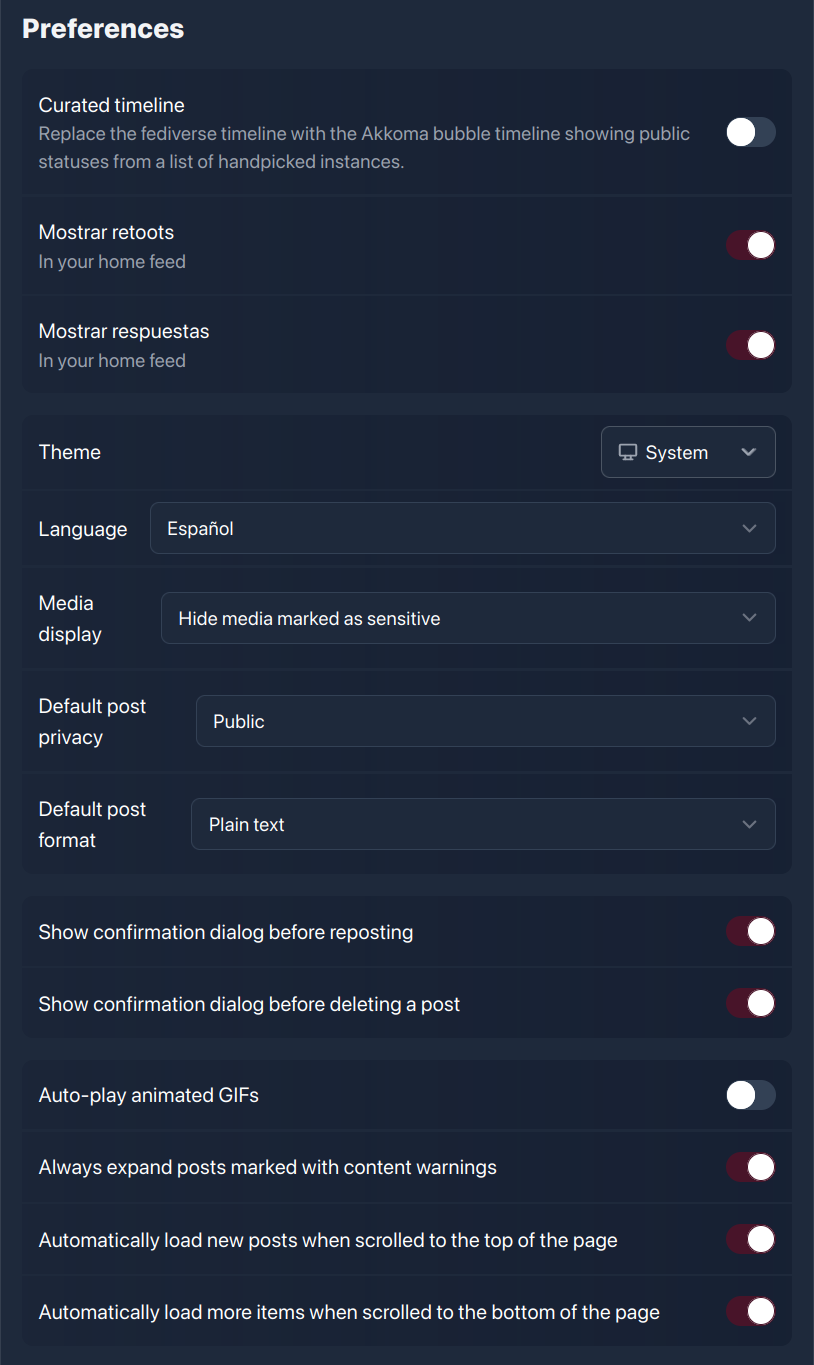 Preferences
Curated timeline
Replace the fediverse timeline with the Akkoma bubble timeline showing public
statuses from a list of handpicked instances.
Mostrar retoots
In your home feed
Mostrar respuestas
In your home feed
Theme
System
Language
Español
Media
display
Hide media marked as sensitive
Default post
privacy
Public
Default post
format
Plain text
Show confirmation dialog before reposting
Show confirmation dialog before deleting a post
Auto-play animated GIFs
Always expand posts marked with content warnings
Automatically load new posts when scrolled to the top of the page
Automatically load more items when scrolled to the bottom of the page